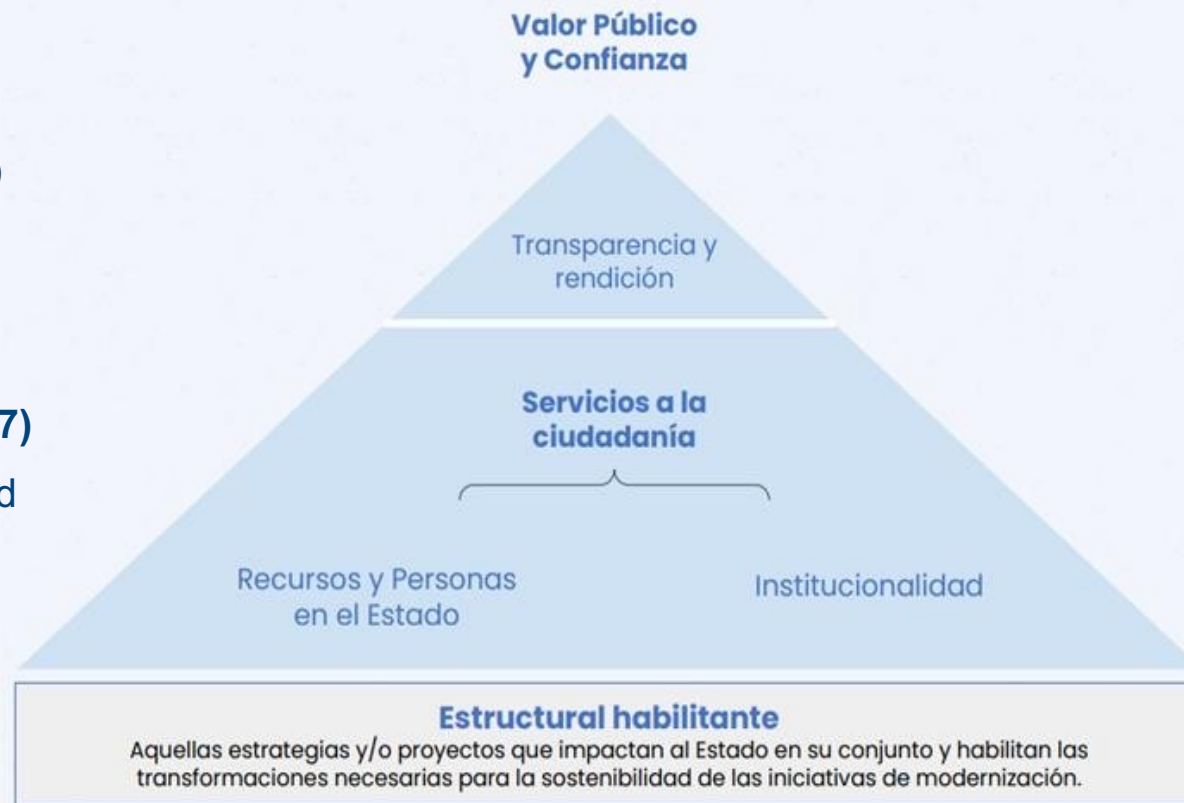 Valor Público
y Confianza
)
Transparencia y
rendición
7)
d
Servicios a la
ciudadanía
Recursos y Personas
en el Estado
Institucionalidad
Estructural habilitante
Aquellas estrategias y/o proyectos que impactan al Estado en su conjunto y habilitan las
transformaciones necesarias para la sostenibilidad de las iniciativas de modernización.